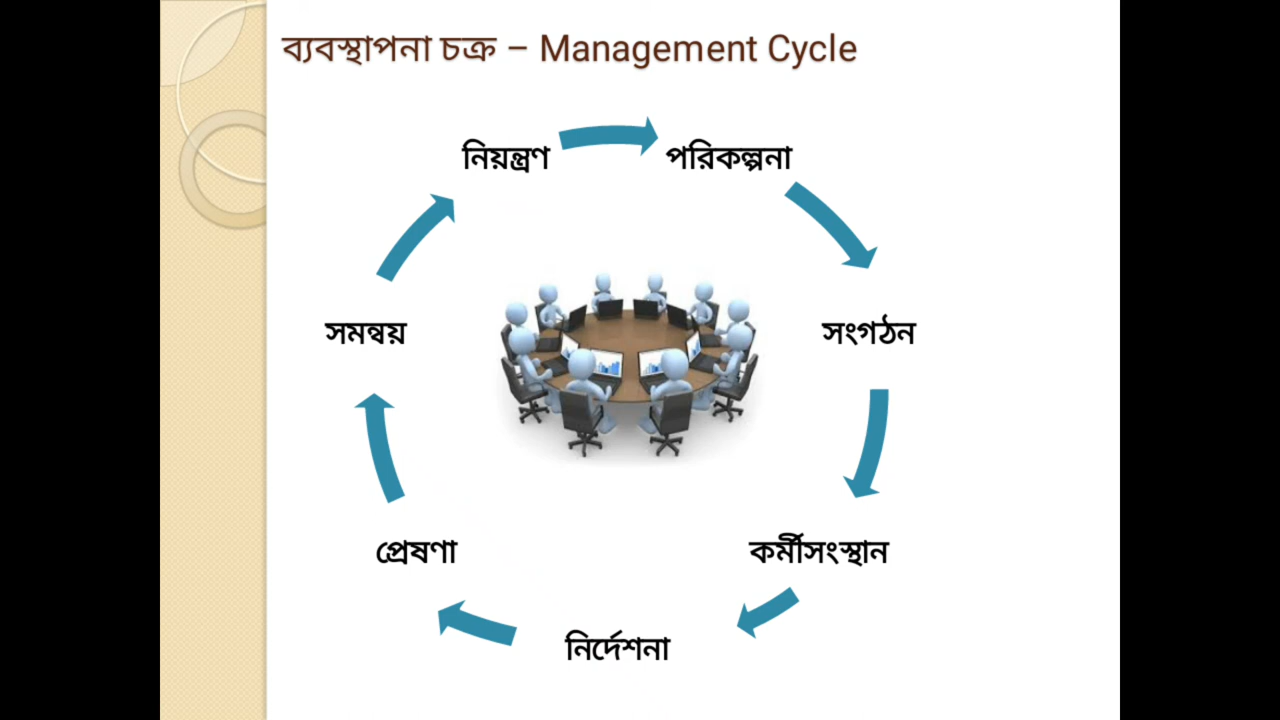 ব্যবস্থাপনা চক্র – Management Cycle
নিয়ন্ত্রণ
পরিকল্পনা
সমন্বয়
সংগঠন
প্রেষণা
কর্মীসংস্থান
নির্দেশনা